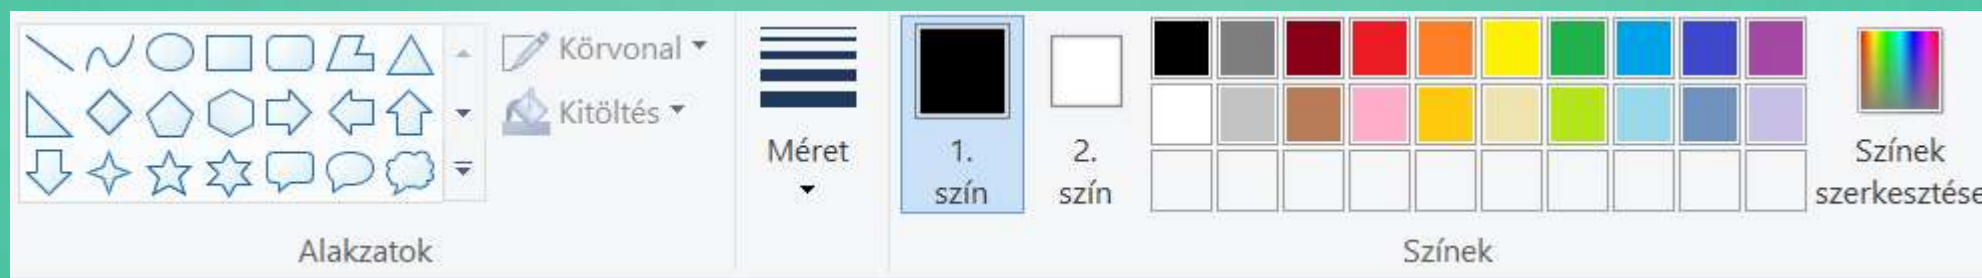 Körvonal
Kitöltés
Alakzatok
Méret
1.
szín
2.
szín
Színek
szerkesztése
Színek